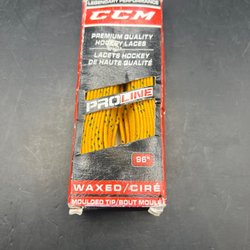 LEGENDARY PERFORMANCE
CCM
PREMIUM QUALITY
HOCKEY LACES
LACETS HOCKEY
DE HAUTE QUALITÉ
PROLINE
96"
WAXED/CIRÉ
MOULDED TIP/BOUT MOULÉ